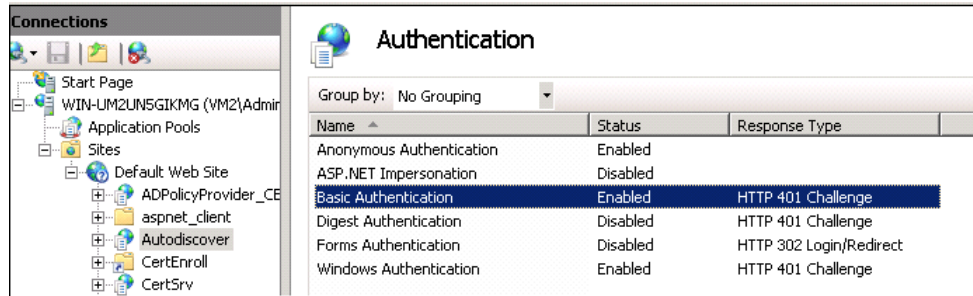 Connections
Start Page
WIN-UM2UN5GIKMG (VM2\Admir
Application Pools
Sites
Default Web Site
ADPolicyProvider_CE
aspnet_client
Autodiscover
CertEnroll
CertSrv
Authentication
Group by: No Grouping
Name Status Response Type
Anonymous Authentication Enabled
ASP.NET Impersonation Disabled
Basic Authentication Enabled HTTP 401 Challenge
Digest Authentication Disabled HTTP 401 Challenge
Forms Authentication Disabled HTTP 302 Login/Redirect
Windows Authentication Enabled HTTP 401 Challenge